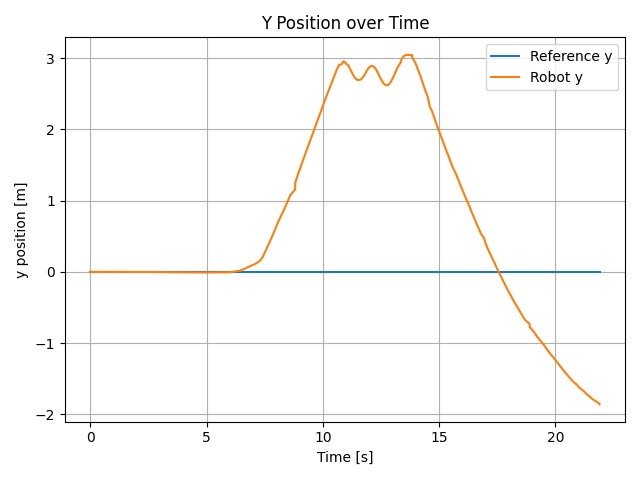 Y Position over Time
Reference y
Robot y
3
2
1
0
−1
−2
y position [m]
0 5 10 15 20
Time [s]